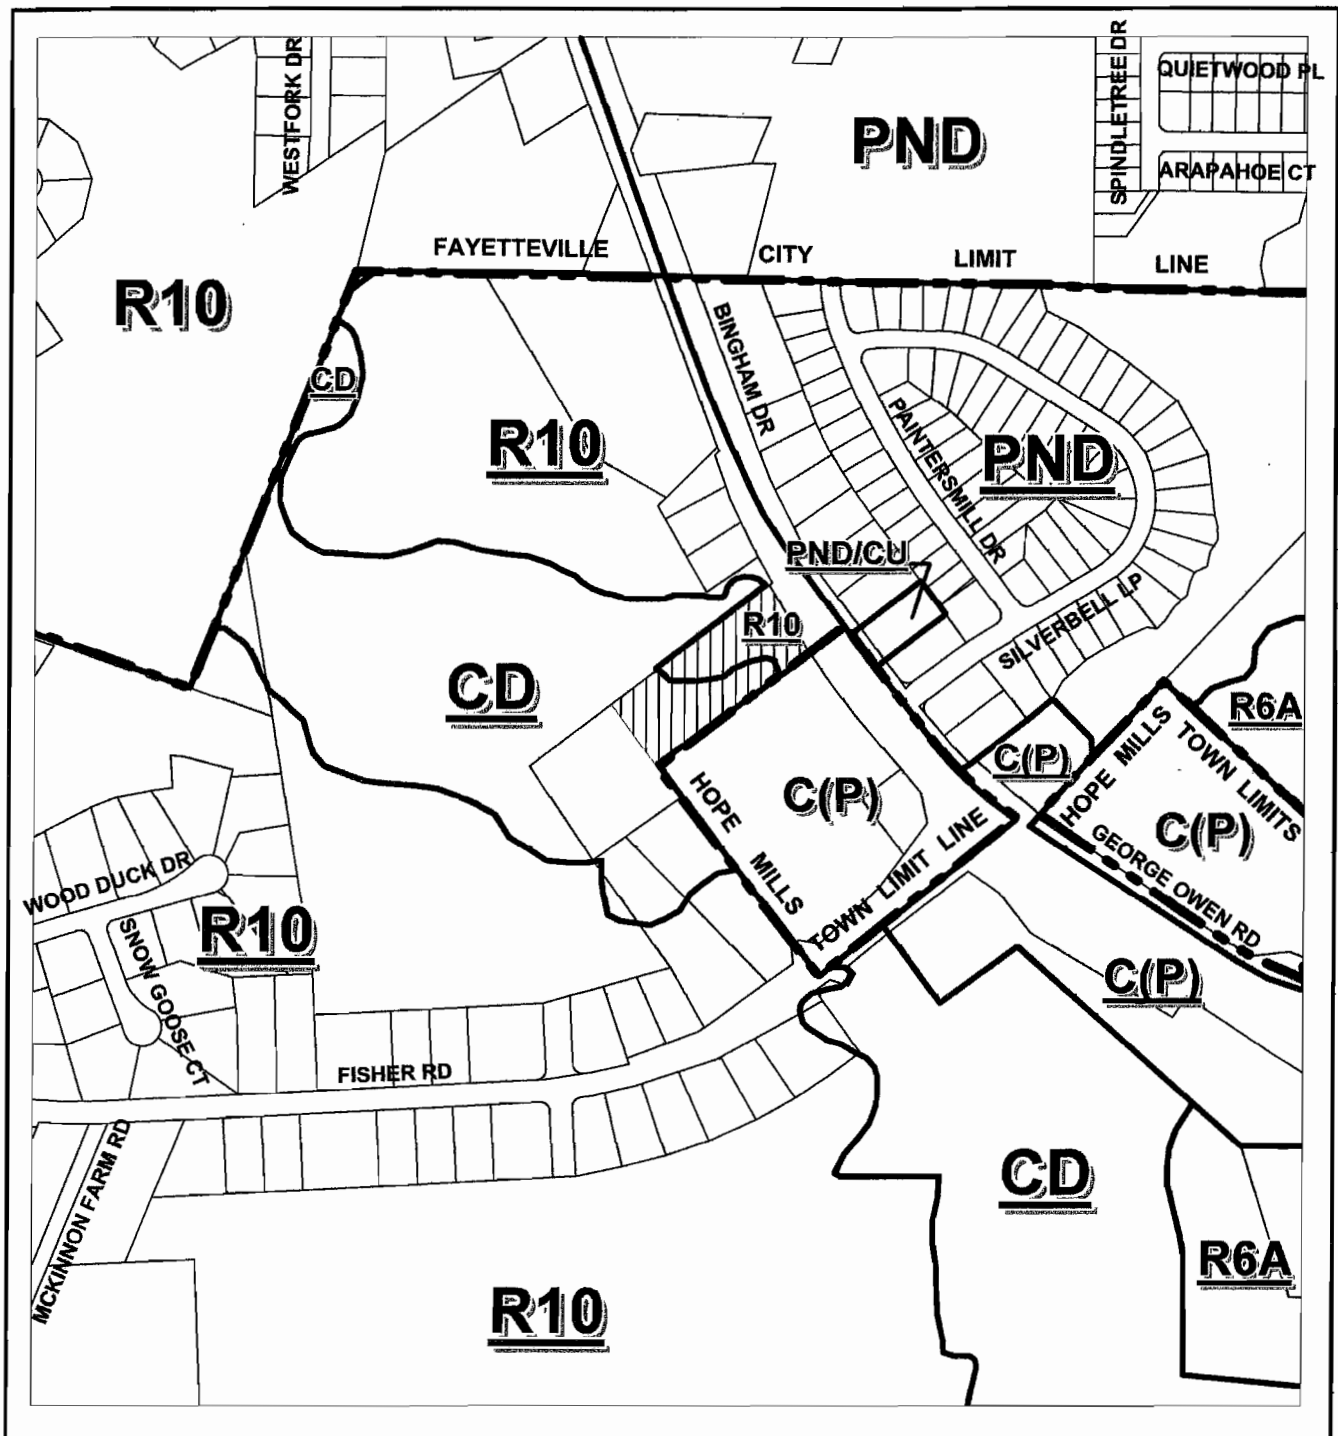 WESTFORK DR
SPINDLETREE DR
QUIETWOOD PL
PND
ARAPAHOE CT
FAYETTEVILLE CITY LIMIT LINE
R10
BINGHAM DR
CD
R10
PAINTERSMILL DR
PND
PND/CU
R10
SILVERBELL LP
CD
R6A
HOPE MILLS TOWN LIMITS
C(P)
C(P)
C(P)
HOPE MILLS
TOWN LIMIT LINE
GEORGE OWEN RD
WOOD DUCK DR
R10
SNOW GOOSE CT
C(P)
FISHER RD
MCKINNON FARM RD
CD
R6A
R10